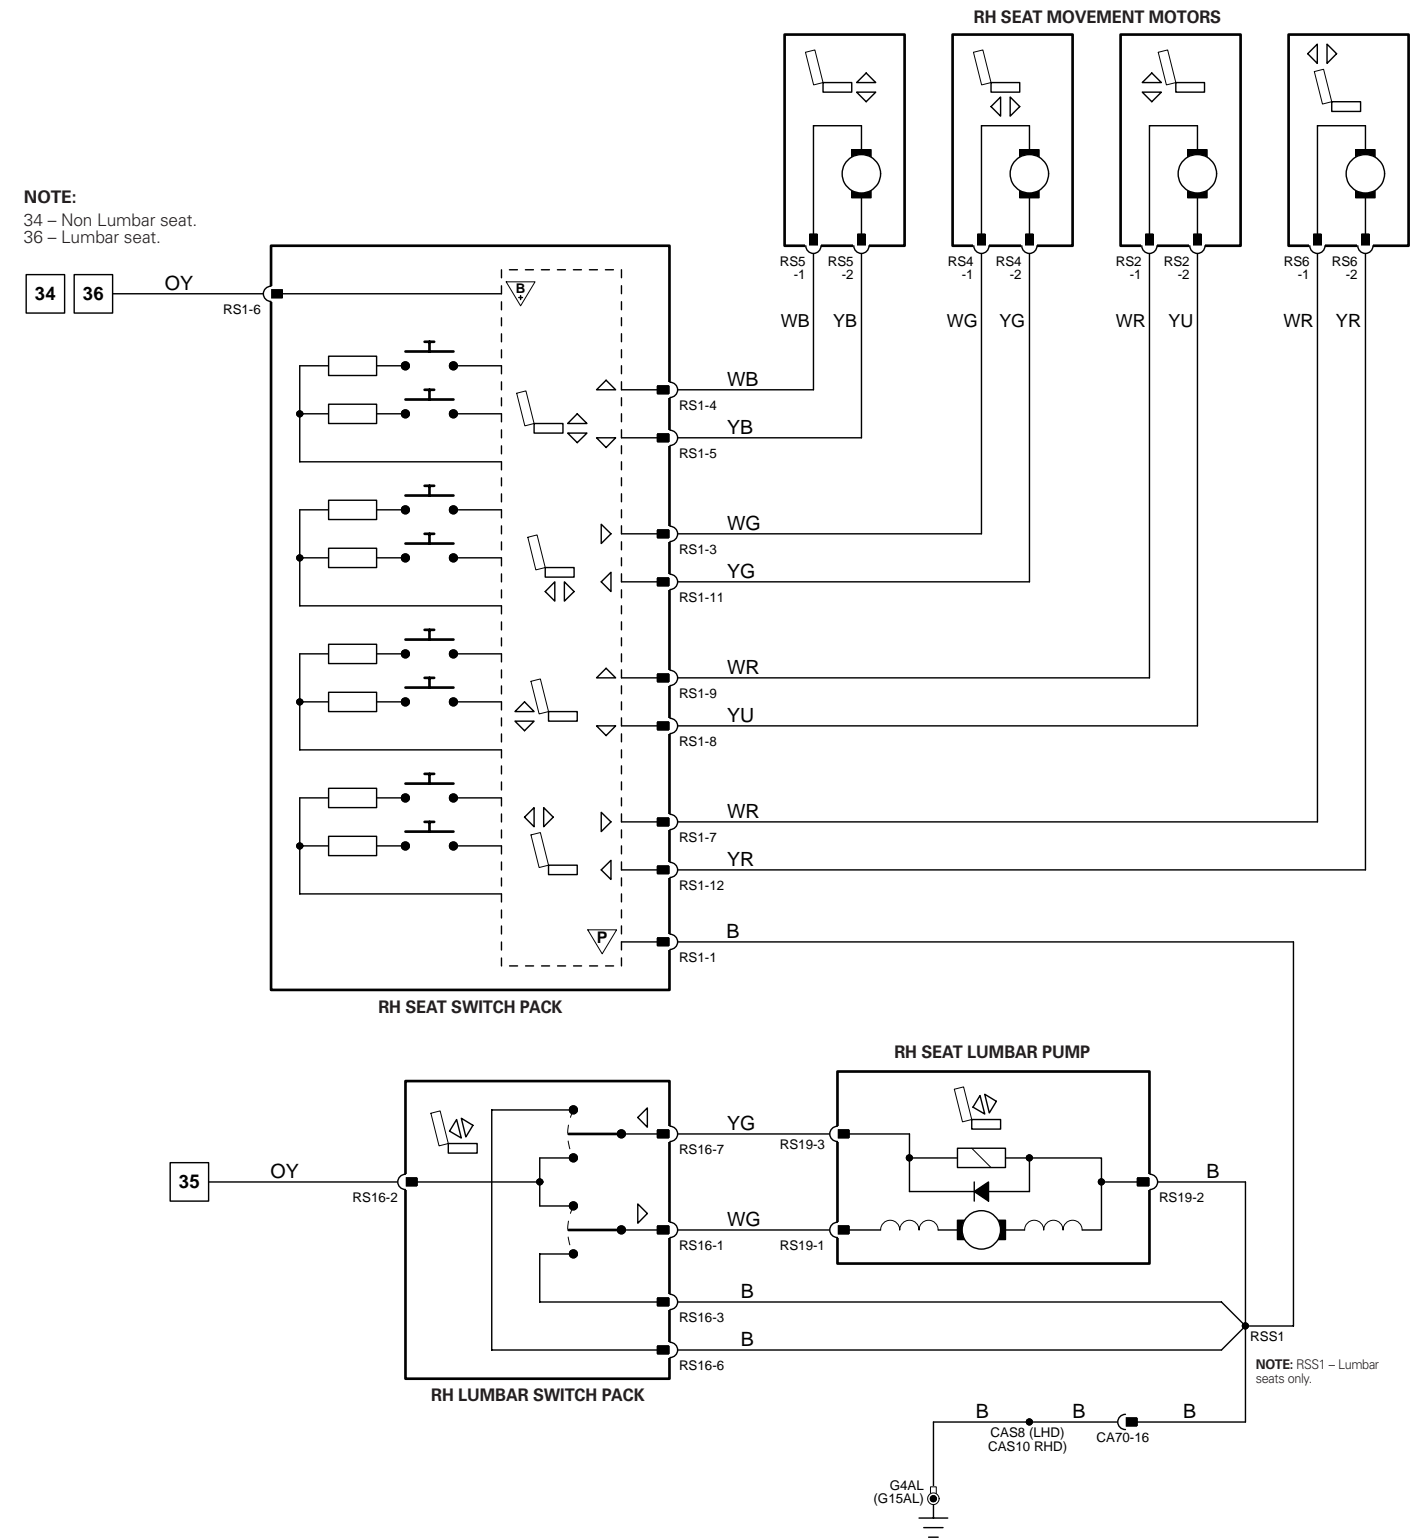 RH SEAT MOVEMENT MOTORS
NOTE:
34 – Non Lumbar seat.
36 – Lumbar seat.
34 36 OY
RS1-6
B
+
RS5
-1
RS5
-2
RS4
-1
RS4
-2
RS2
-1
RS2
-2
RS6
-1
RS6
-2
WB YB WG YG WR YU WR YR
WB
RS1-4
YB
RS1-5
WG
RS1-3
YG
RS1-11
WR
RS1-9
YU
RS1-8
WR
RS1-7
YR
RS1-12
P
B
RS1-1
RH SEAT SWITCH PACK
RH SEAT LUMBAR PUMP
35 OY
RS16-2
YG
RS16-7
RS19-3
WG
RS16-1
RS19-1
B
RS19-2
B
RS16-3
B
RS16-6
RSS1
NOTE: RSS1 – Lumbar
seats only.
RH LUMBAR SWITCH PACK
B B B
CAS8 (LHD)
CAS10 RHD)
CA70-16
G4AL
(G15AL)